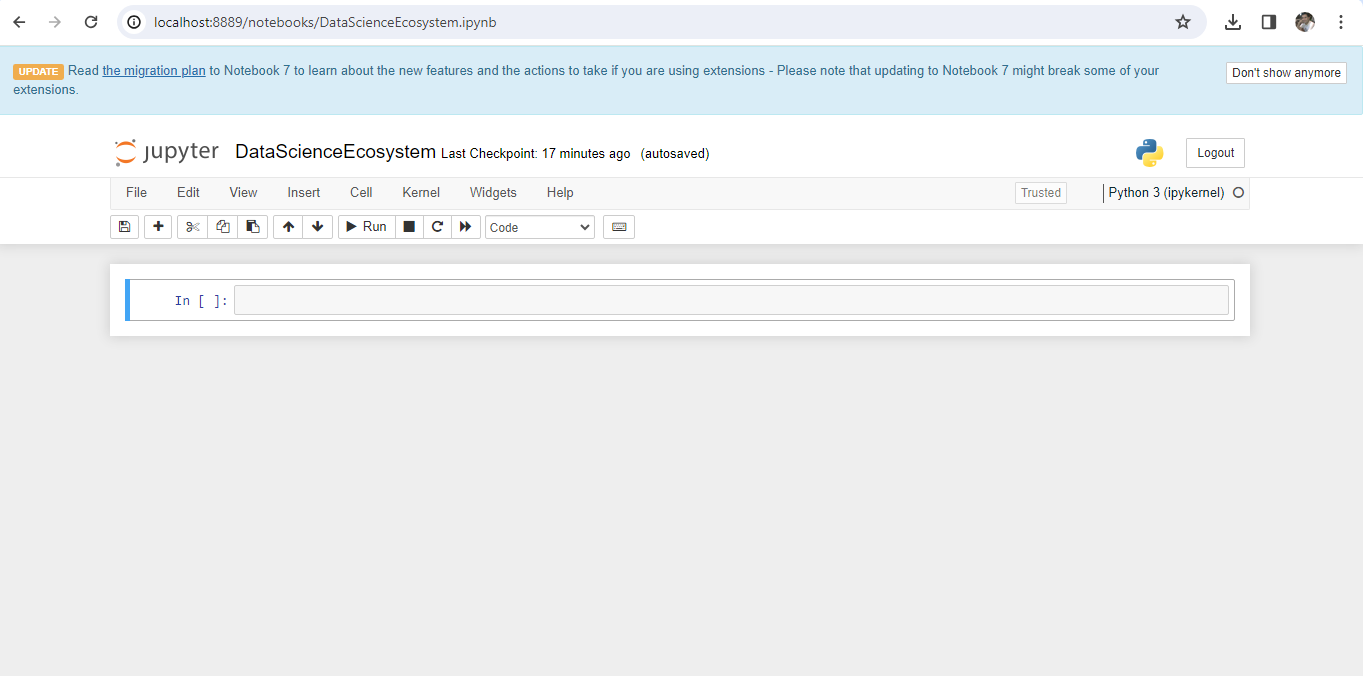 localhost:8889/notebooks/DataScienceEcosystem.ipynb
UPDATE Read the migration plan to Notebook 7 to learn about the new features and the actions to take if you are using extensions - Please note that updating to Notebook 7 might break some of your
extensions.
Don't show anymore
jupyter DataScienceEcosystem Last Checkpoint: 17 minutes ago (autosaved)
Logout
File Edit View Insert Cell Kernel Widgets Help Trusted Python 3 (ipykernel)
Run Code
In [ ]: